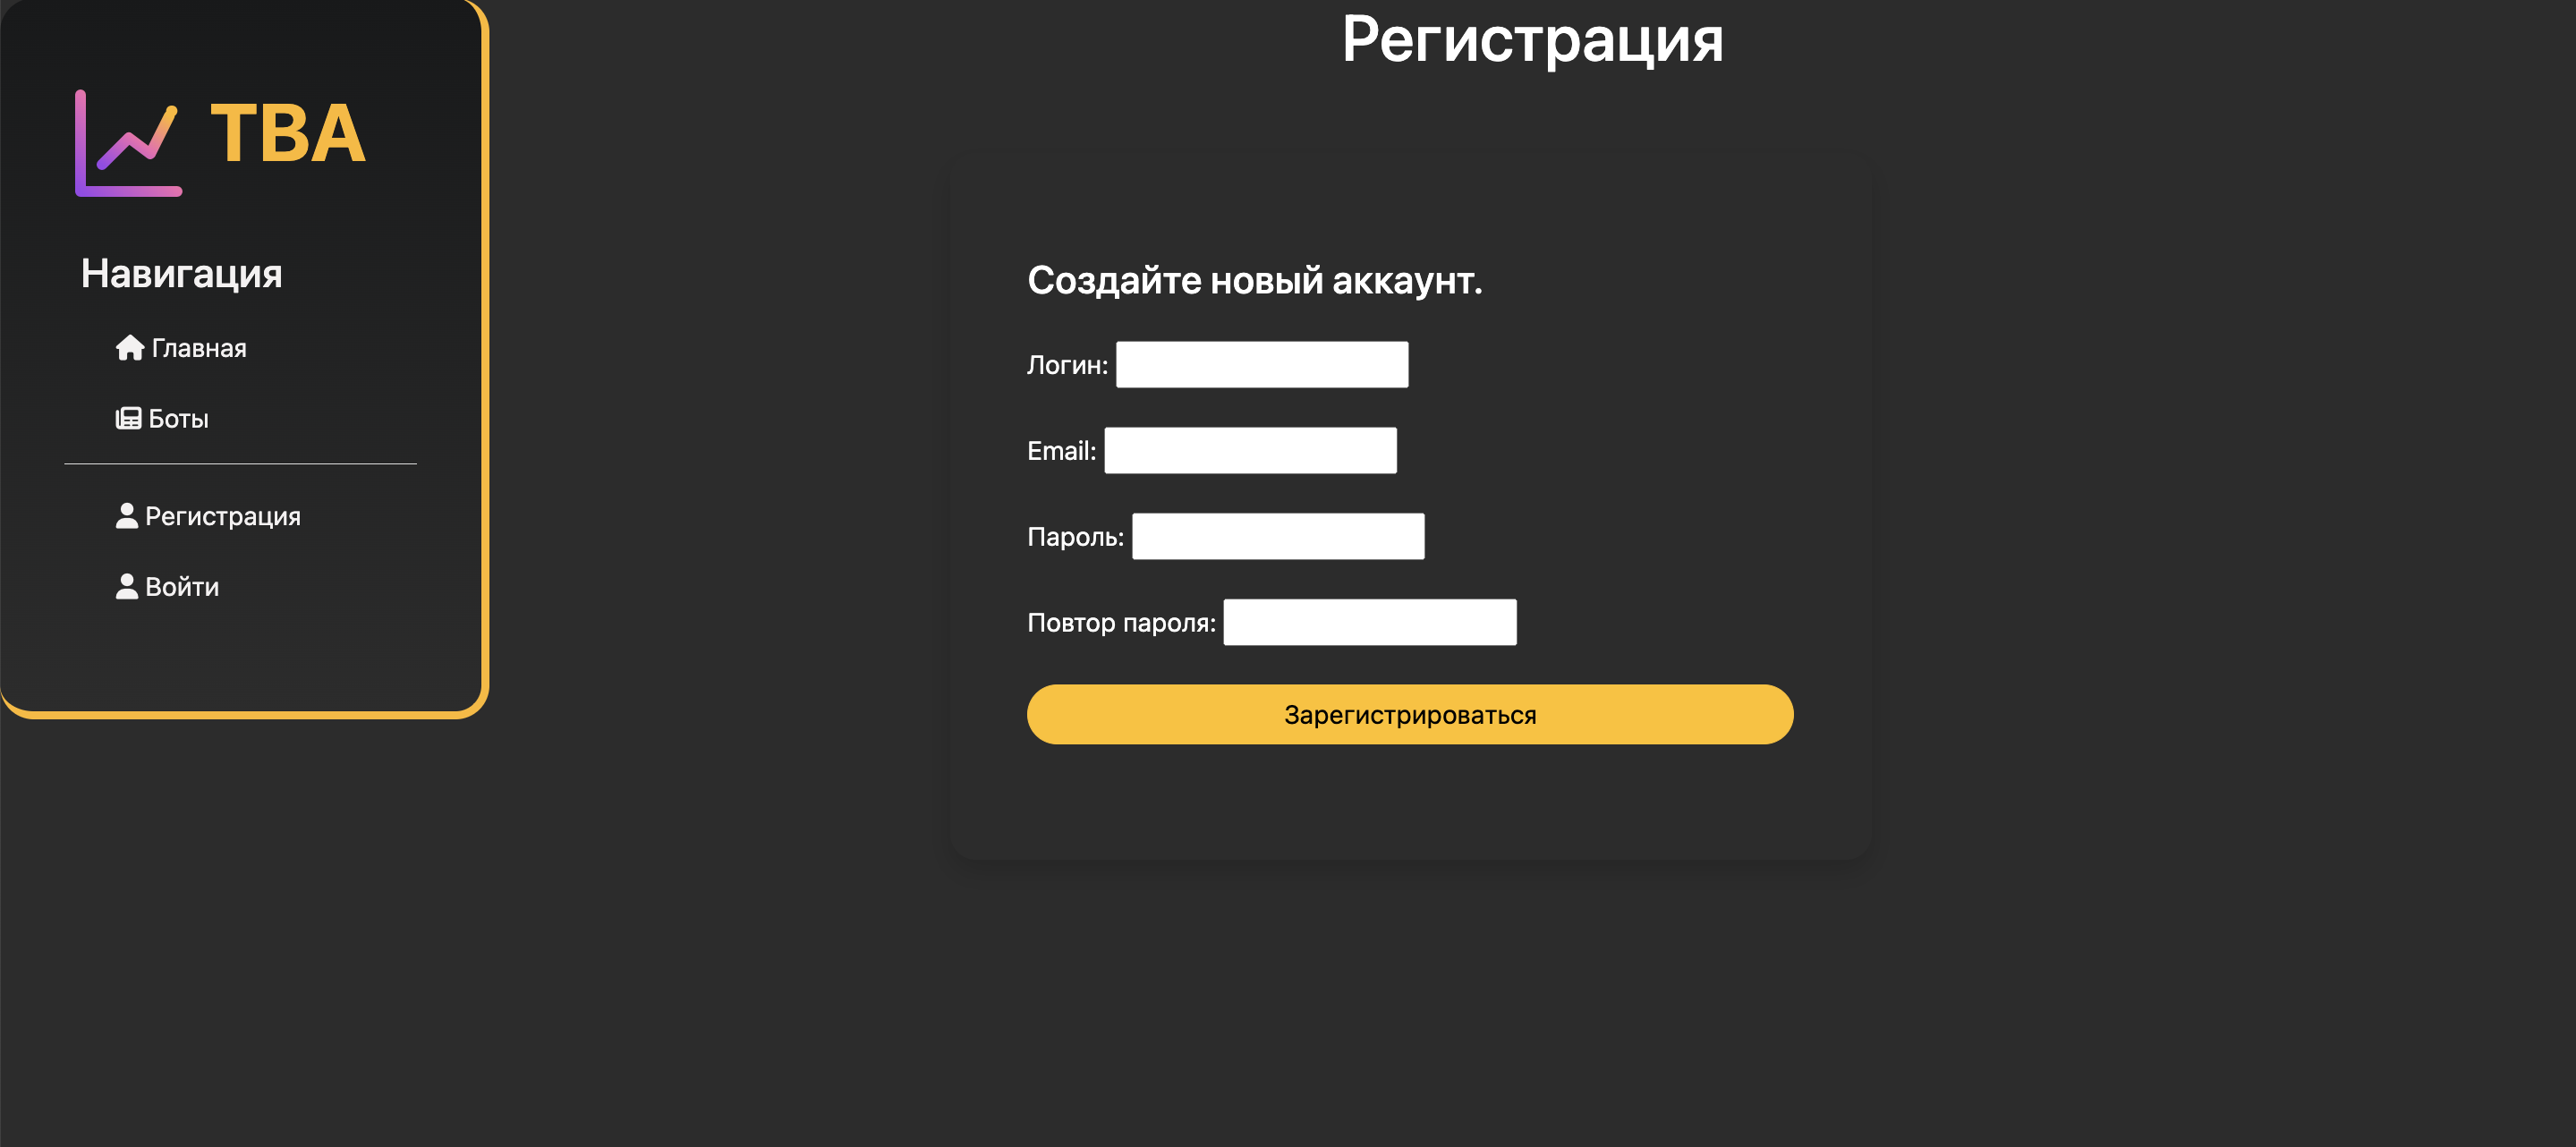 TBA
Навигация
Главная
Боты
Регистрация
Войти
Регистрация
Создайте новый аккаунт.
Логин:
Email:
Пароль:
Повтор пароля:
Зарегистрироваться